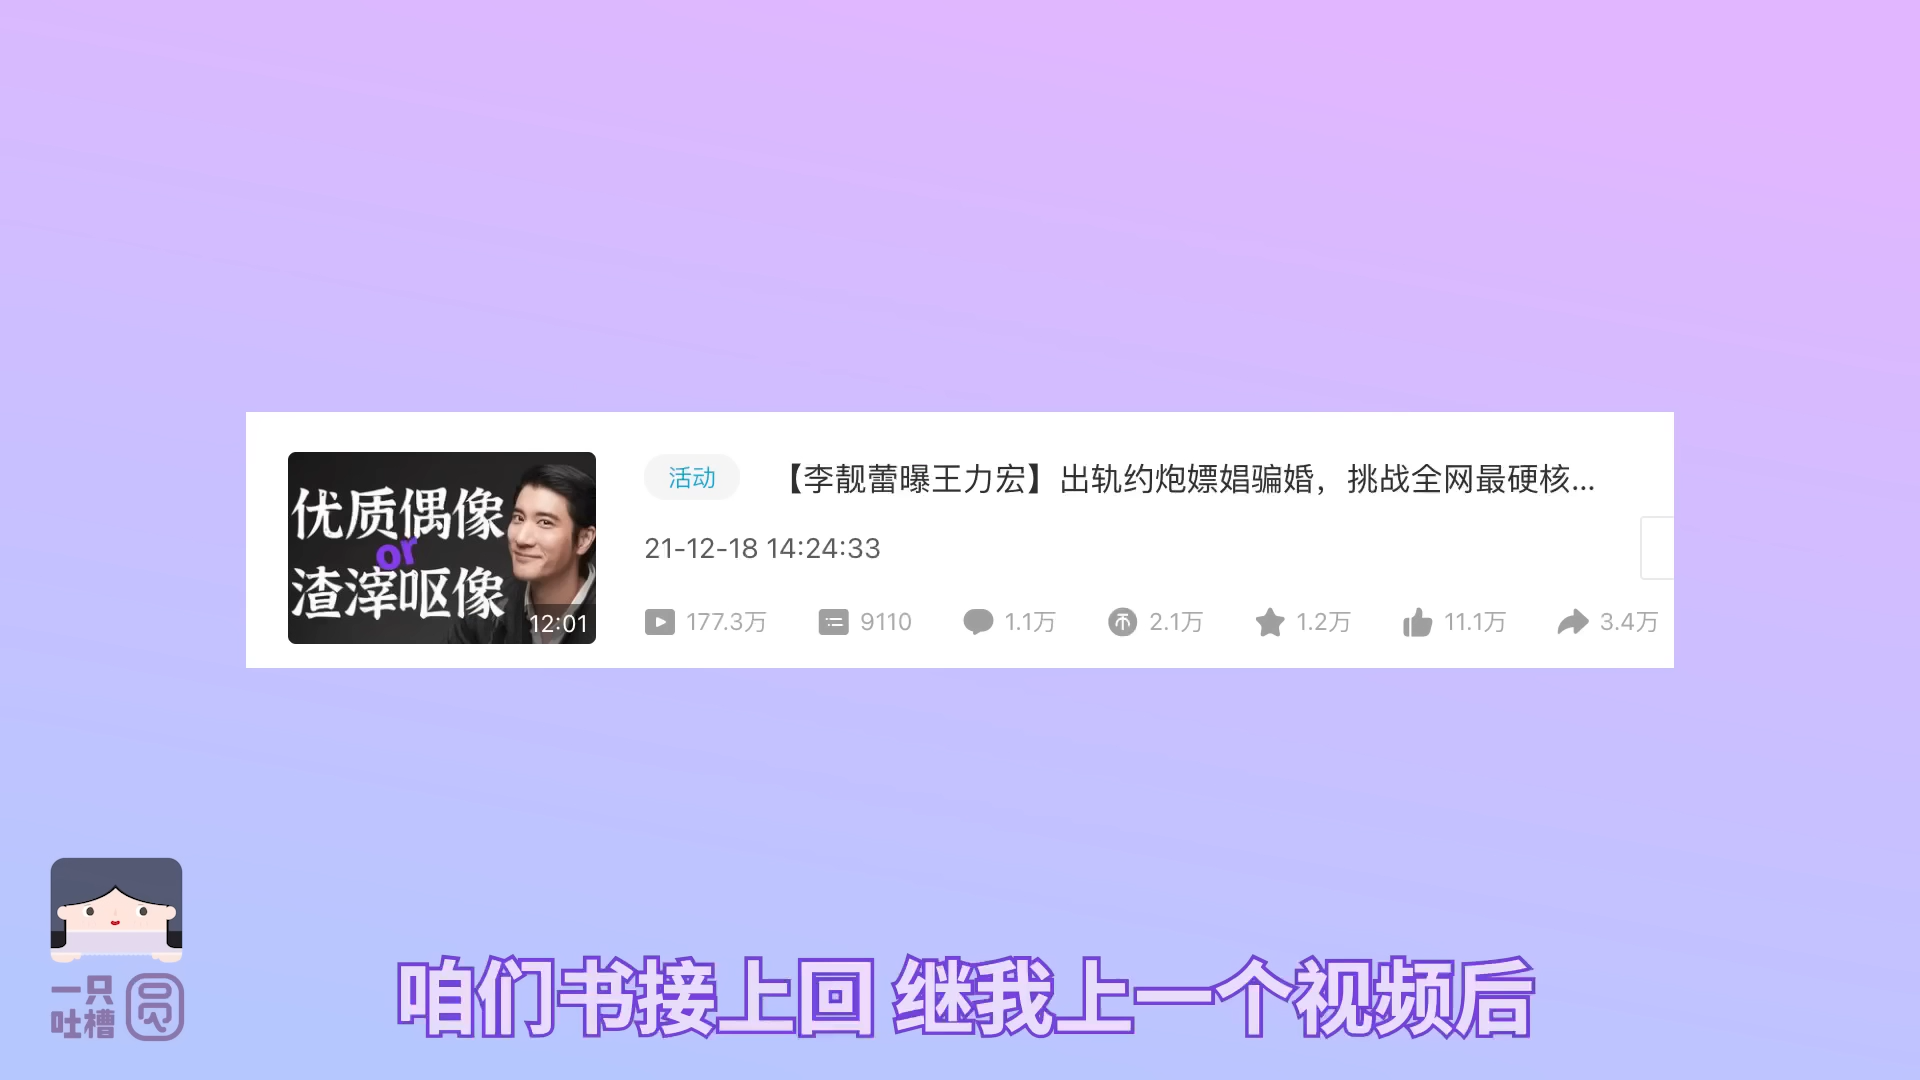 优质偶像
or
渣滓呕像
12:01
活动
【李靓蕾曝王力宏】出轨约炮嫖娼骗婚，挑战全网最硬核...
21-12-18 14:24:33
177.3万 9110 1.1万 2.1万 1.2万 11.1万 3.4万
一只
吐槽
圆
咱们书接上回 继我上一个视频后